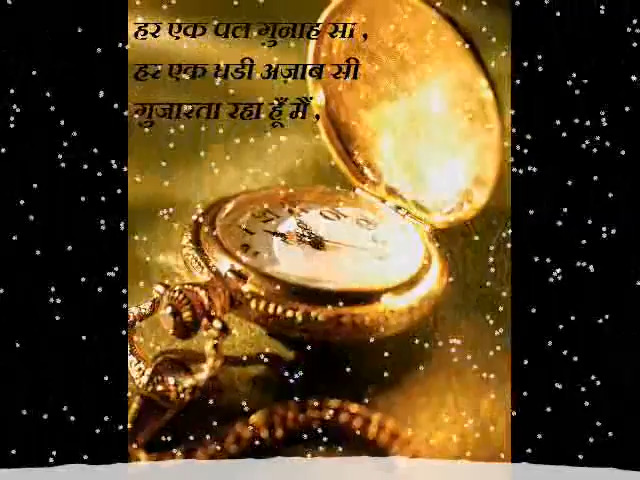 हर एक पल गुनाह सा ,
हर एक घडी अज़ाब सी
गुजारता रहा हूँ मैं ,